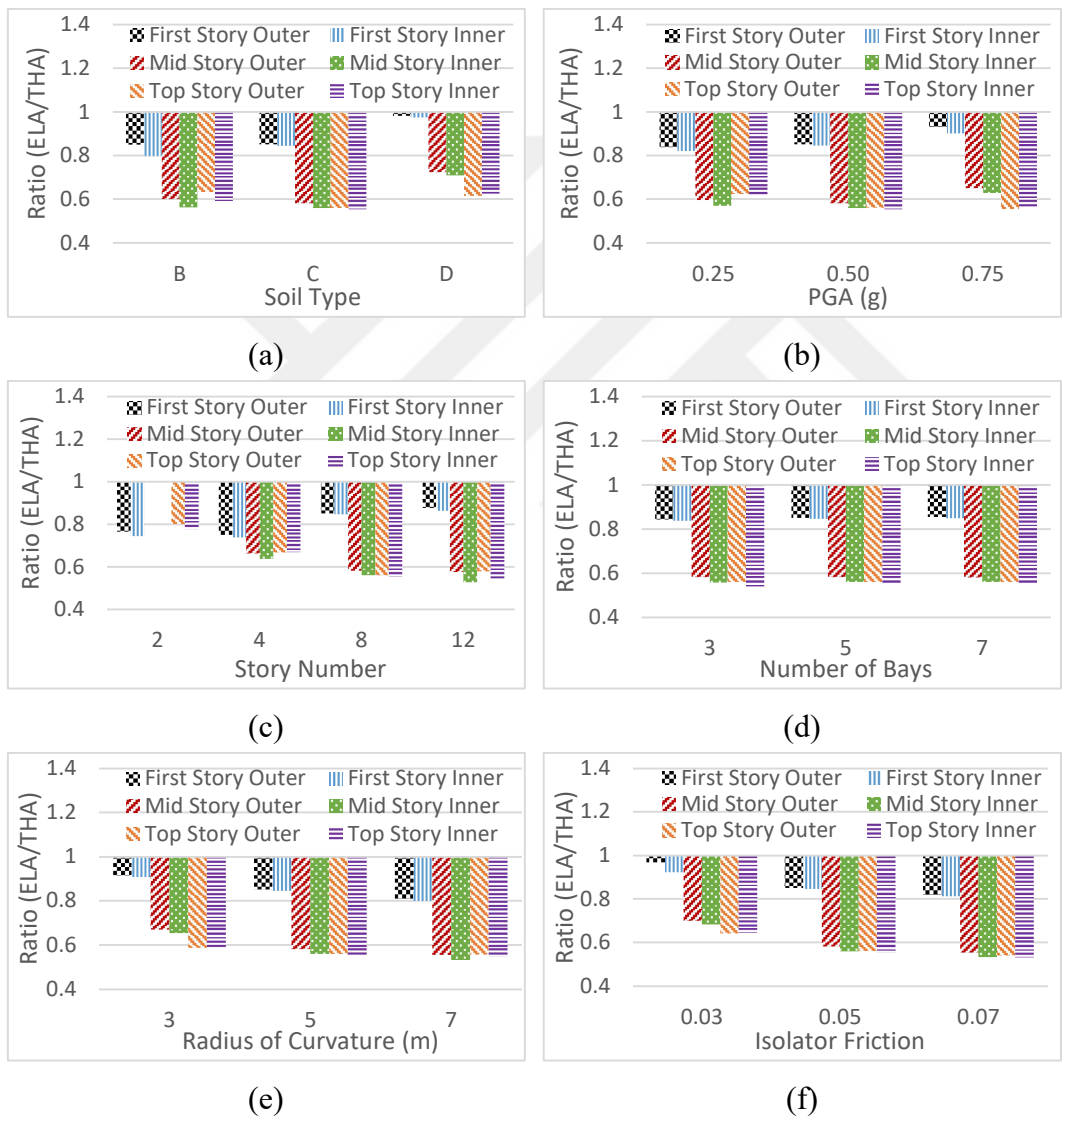 1.4
First Story Outer First Story Inner
1.2
Mid Story Outer Mid Story Inner
Top Story Outer Top Story Inner
1
0.8
0.6
0.4
Ratio (ELA/THA)
B C D
Soil Type
(a)
1.4
First Story Outer First Story Inner
1.2
Mid Story Outer Mid Story Inner
Top Story Outer Top Story Inner
1
0.8
0.6
0.4
Ratio (ELA/THA)
0.25 0.50 0.75
PGA (g)
(b)
1.4
First Story Outer First Story Inner
1.2
Mid Story Outer Mid Story Inner
Top Story Outer Top Story Inner
1
0.8
0.6
0.4
Ratio (ELA/THA)
2 4 8 12
Story Number
(c)
1.4
First Story Outer First Story Inner
1.2
Mid Story Outer Mid Story Inner
Top Story Outer Top Story Inner
1
0.8
0.6
0.4
Ratio (ELA/THA)
3 5 7
Number of Bays
(d)
1.4
First Story Outer First Story Inner
1.2
Mid Story Outer Mid Story Inner
Top Story Outer Top Story Inner
1
0.8
0.6
0.4
Ratio (ELA/THA)
3 5 7
Radius of Curvature (m)
(e)
1.4
First Story Outer First Story Inner
1.2
Mid Story Outer Mid Story Inner
Top Story Outer Top Story Inner
1
0.8
0.6
0.4
Ratio (ELA/THA)
0.03 0.05 0.07
Isolator Friction
(f)